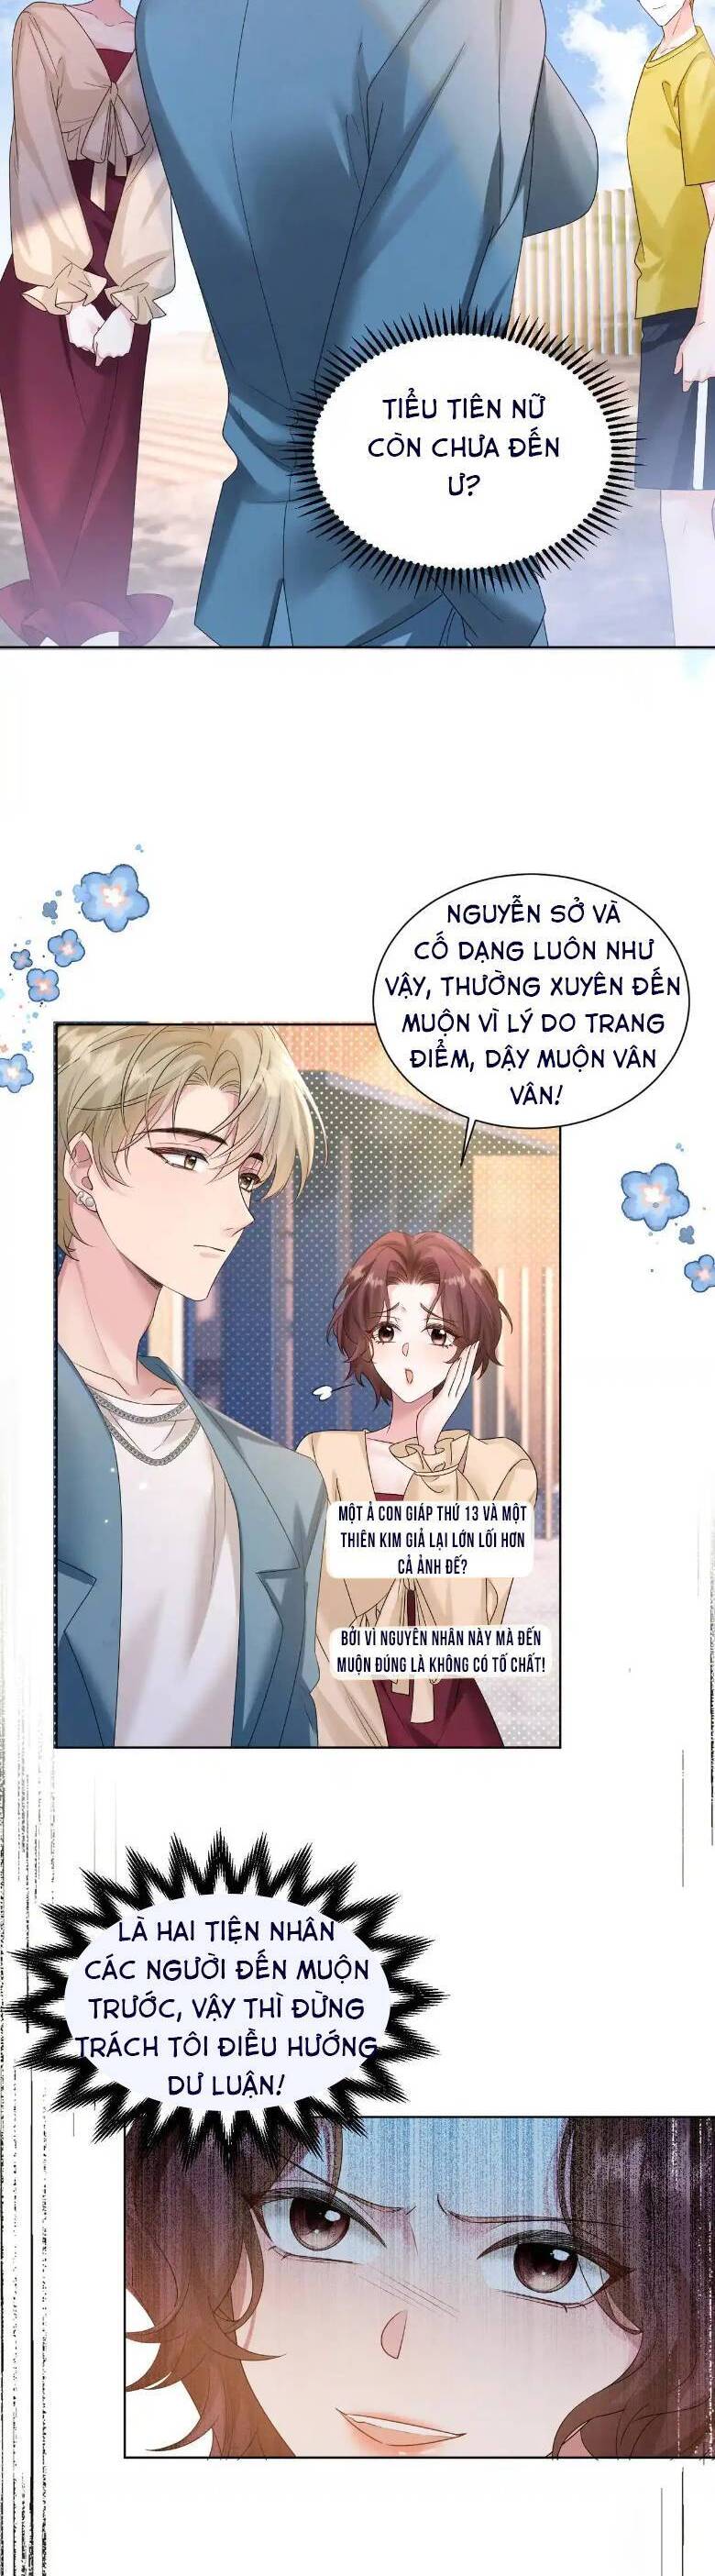 TIỂU TIÊN NỮ
CÒN CHƯA ĐẾN
Ư?
NGUYỄN SỞ VÀ
CỐ DẠNG LUÔN NHƯ
VẬY, THƯỜNG XUYÊN ĐẾN
MUỘN VÌ LÝ DO TRANG
ĐIỂM, DẬY MUỘN VÂN
VÂN!
MỘT Ả CON GIÁP THỨ 13 VÀ MỘT
THIÊN KIM GIẢ LẠI LỚN LỐI HƠN
CẢ ẢNH ĐẾ?
BỞI VÌ NGUYÊN NHÂN NÀY MÀ ĐẾN
MUỘN ĐÚNG LÀ KHÔNG CÓ TỐ CHẤT!
LÀ HAI TIỆN NHÂN
CÁC NGƯỜI ĐẾN MUỘN
TRƯỚC, VẬY THÌ ĐỪNG
TRÁCH TÔI ĐIỀU HƯỚNG
DƯ LUẬN!